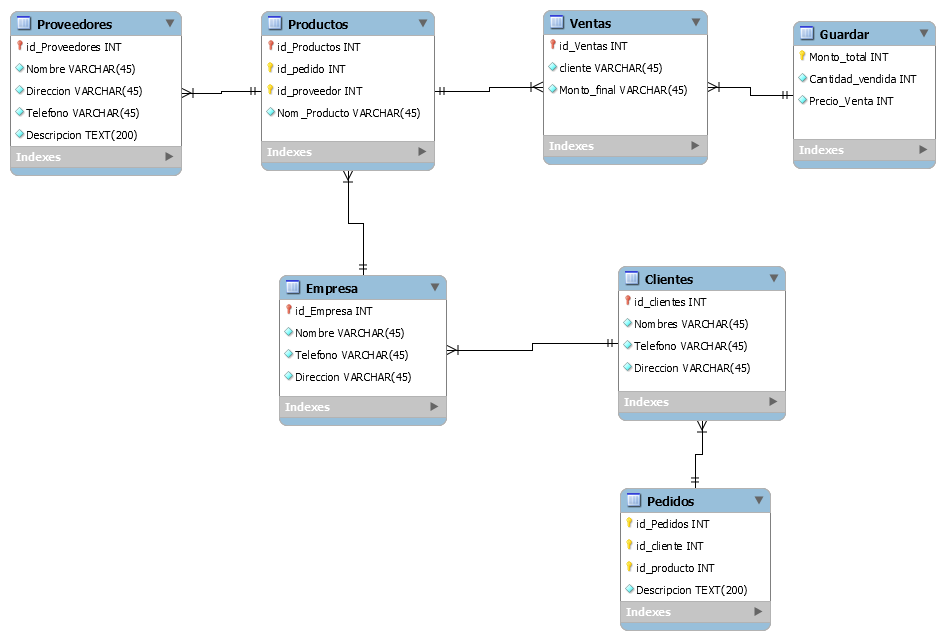 Proveedores
id_Proveedores INT
Nombre VARCHAR(45)
Direccion VARCHAR(45)
Telefono VARCHAR(45)
Descripcion TEXT(200)
Indexes
Productos
id_Productos INT
id_pedido INT
id_proveedor INT
Nom_Producto VARCHAR(45)
Indexes
Ventas
id_Ventas INT
cliente VARCHAR(45)
Monto_final VARCHAR(45)
Indexes
Guardar
Monto_total INT
Cantidad_vendida INT
Precio_Venta INT
Indexes
Empresa
id_Empresa INT
Nombre VARCHAR(45)
Telefono VARCHAR(45)
Direccion VARCHAR(45)
Indexes
Clientes
id_clientes INT
Nombres VARCHAR(45)
Telefono VARCHAR(45)
Direccion VARCHAR(45)
Indexes
Pedidos
id_Pedidos INT
id_cliente INT
id_producto INT
Descripcion TEXT(200)
Indexes